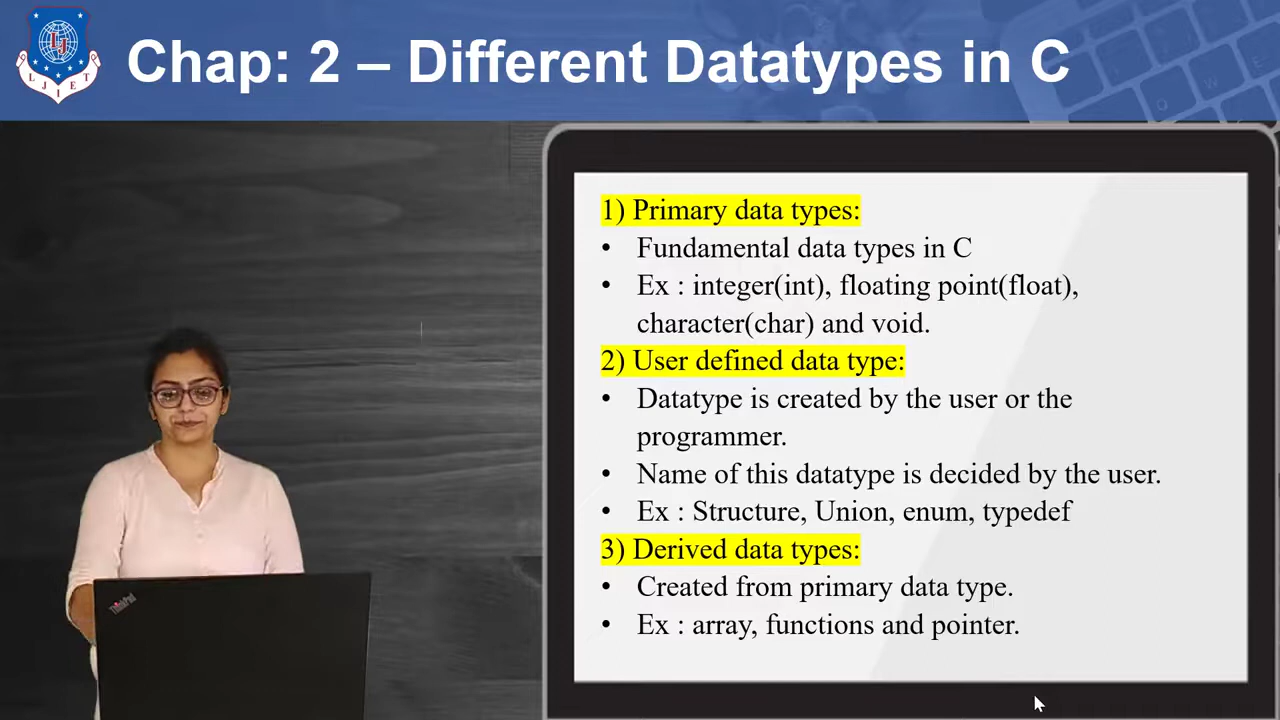 Chap: 2 – Different Datatypes in C
L J I E T
1) Primary data types:
• Fundamental data types in C
• Ex : integer(int), floating point(float),
character(char) and void.
2) User defined data type:
• Datatype is created by the user or the
programmer.
• Name of this datatype is decided by the user.
• Ex : Structure, Union, enum, typedef
3) Derived data types:
• Created from primary data type.
• Ex : array, functions and pointer.
ThinkPad